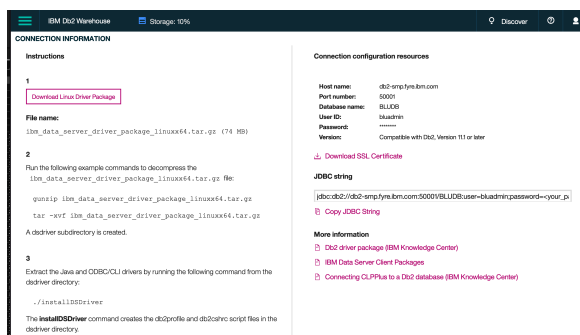 IBM Db2 Warehouse
Storage: 10%
Discover
CONNECTION INFORMATION
Instructions
1
Download Linux Driver Package
File name:
ibm_data_server_driver_package_linuxx64.tar.gz (74 MB)
2
Run the following example commands to decompress the
ibm_data_server_driver_package_linuxx64.tar.gz file:
gunzip ibm_data_server_driver_package_linuxx64.tar.gz
tar -xvf ibm_data_server_driver_package_linuxx64.tar.gz
A dsdriver subdirectory is created.
3
Extract the Java and ODBC/CLI drivers by running the following command from the
dsdriver directory:
./installDSDriver
The installDSDriver command creates the db2profile and db2cshrc script files in the
dsdriver directory.
Connection configuration resources
Host name: db2-smp.fyre.ibm.com
Port number: 50001
Database name: BLUDB
User ID: bluadmin
Password: ********
Version: Compatible with Db2, Version 11.1 or later
Download SSL Certificate
JDBC string
jdbc:db2://db2-smp.fyre.ibm.com:50001/BLUDB:user=bluadmin;password=<your_pa
Copy JDBC String
More information
Db2 driver package (IBM Knowledge Center)
IBM Data Server Client Packages
Connecting CLPPlus to a Db2 database (IBM Knowledge Center)